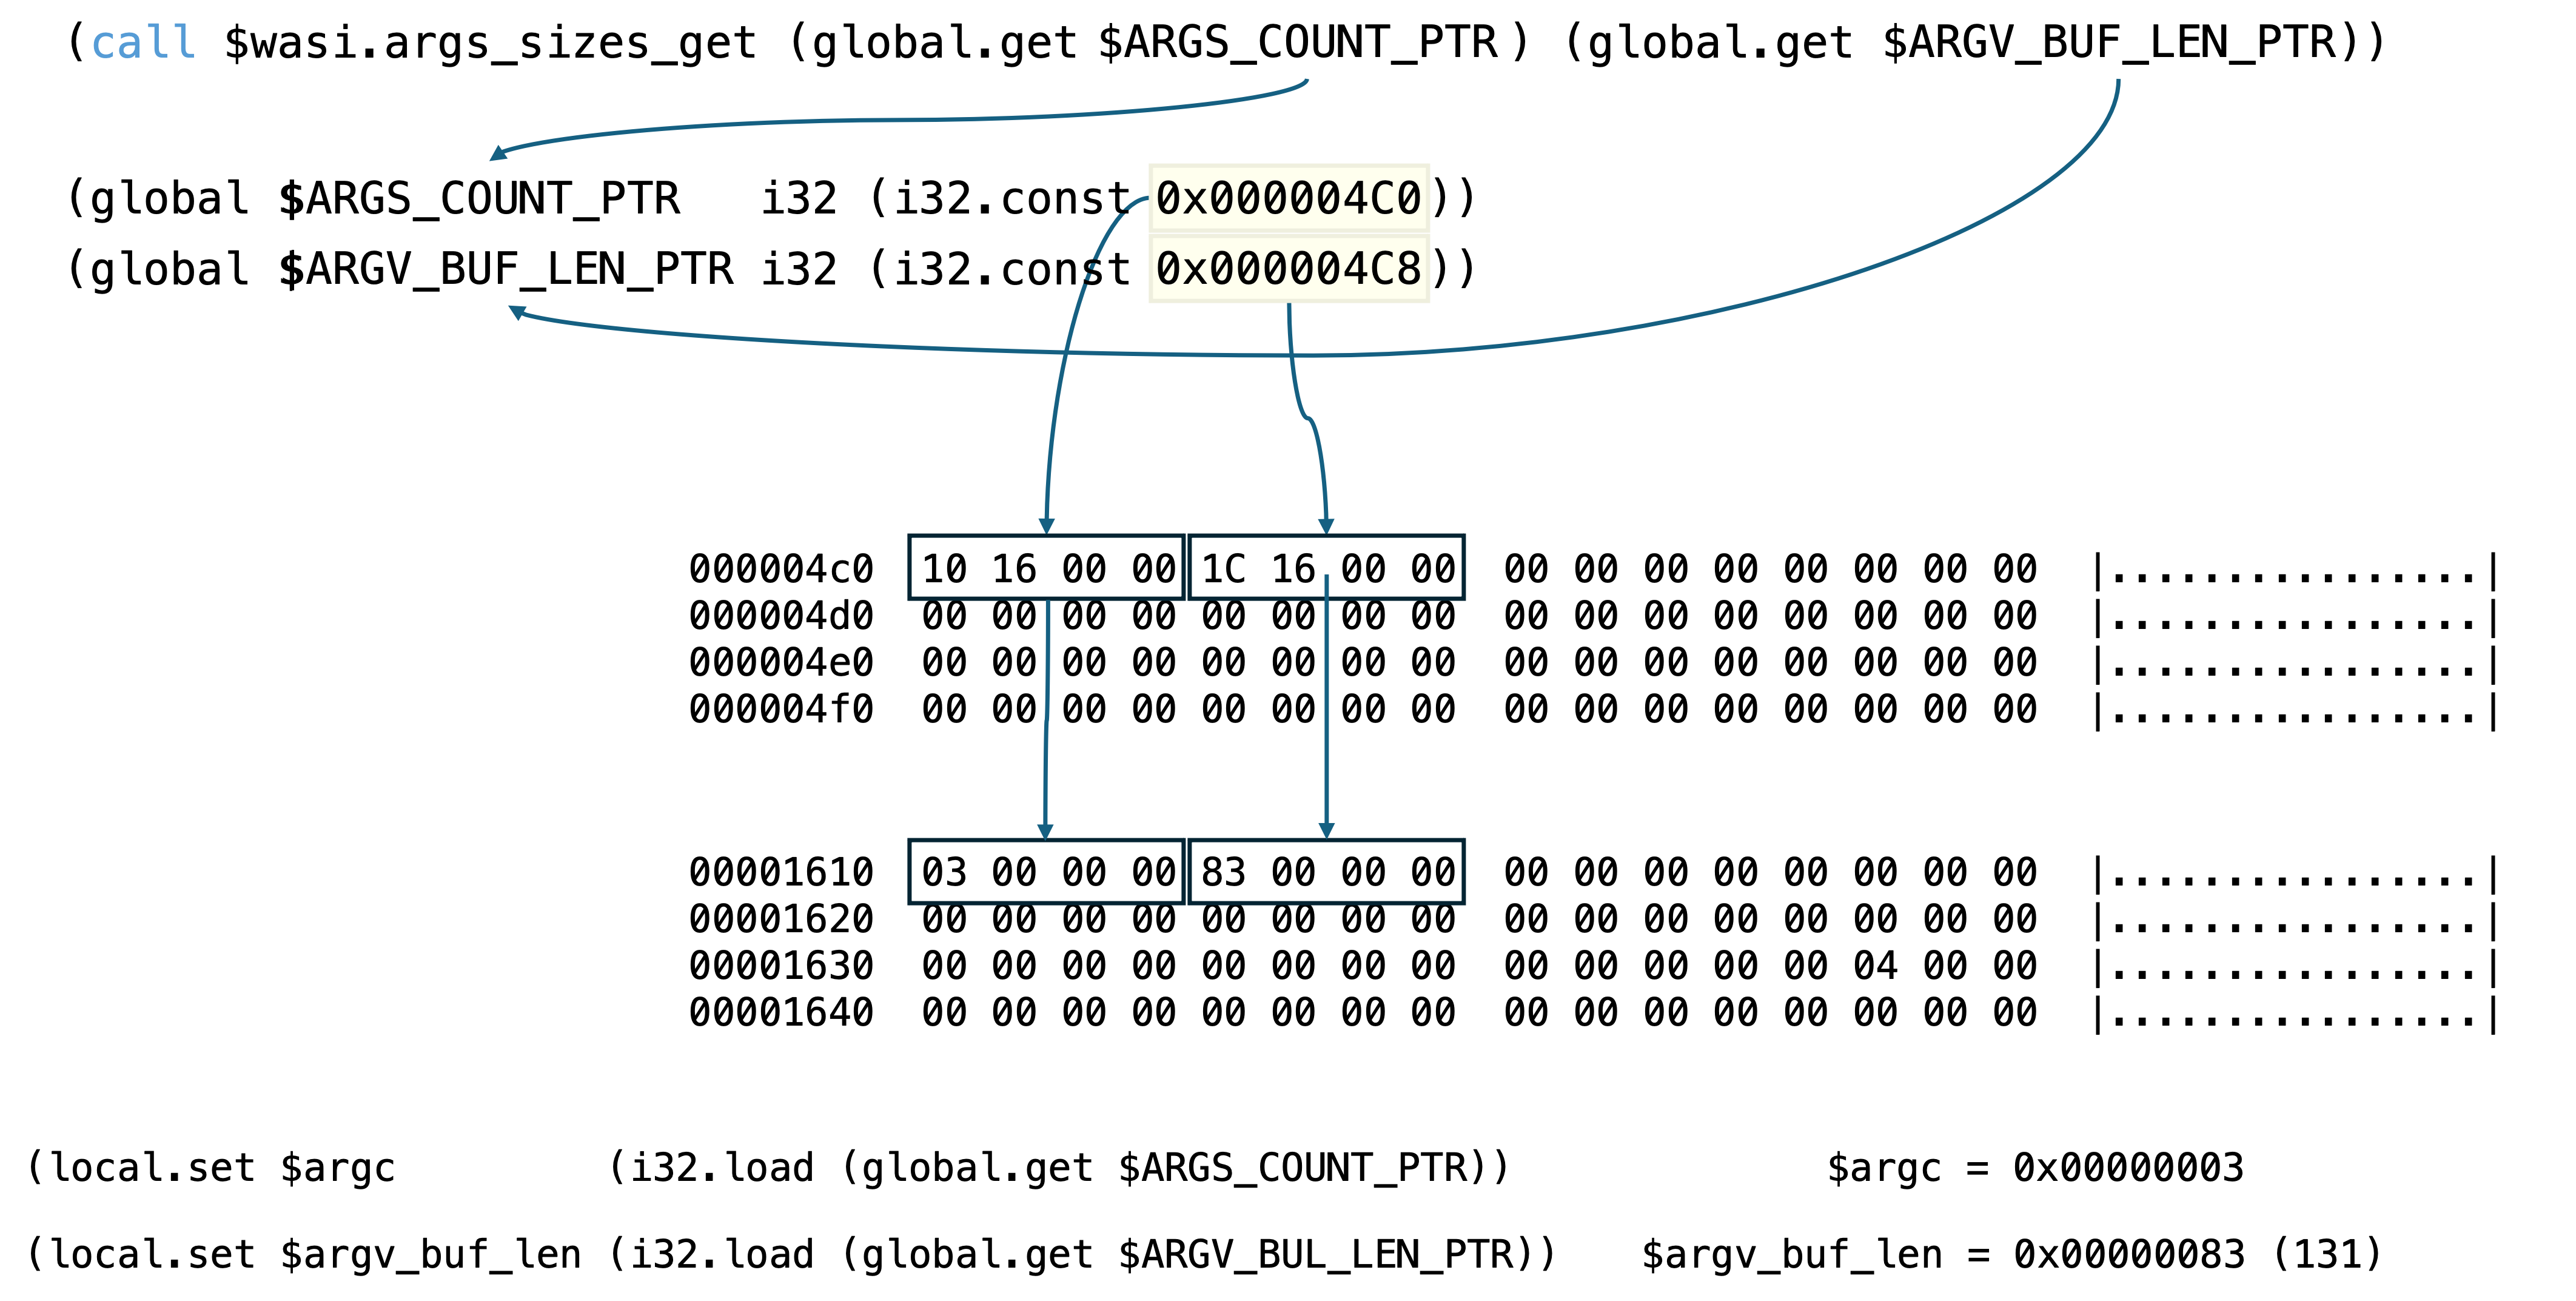 (call $wasi.args_sizes_get (global.get $ARGS_COUNT_PTR) (global.get $ARGV_BUF_LEN_PTR))
(global $ARGS_COUNT_PTR   i32 (i32.const 0x000004C0))
(global $ARGV_BUF_LEN_PTR i32 (i32.const 0x000004C8))
000004c0  10 16 00 00 1C 16 00 00  00 00 00 00 00 00 00 00  |................|
000004d0  00 00 00 00 00 00 00 00  00 00 00 00 00 00 00 00  |................|
000004e0  00 00 00 00 00 00 00 00  00 00 00 00 00 00 00 00  |................|
000004f0  00 00 00 00 00 00 00 00  00 00 00 00 00 00 00 00  |................|
00001610  03 00 00 00 83 00 00 00  00 00 00 00 00 00 00 00  |................|
00001620  00 00 00 00 00 00 00 00  00 00 00 00 00 00 00 00  |................|
00001630  00 00 00 00 00 00 00 00  00 00 00 00 00 04 00 00  |................|
00001640  00 00 00 00 00 00 00 00  00 00 00 00 00 00 00 00  |................|
(local.set $argc         (i32.load (global.get $ARGS_COUNT_PTR))   $argc = 0x00000003
(local.set $argv_buf_len (i32.load (global.get $ARGV_BUL_LEN_PTR))   $argv_buf_len = 0x00000083 (131)